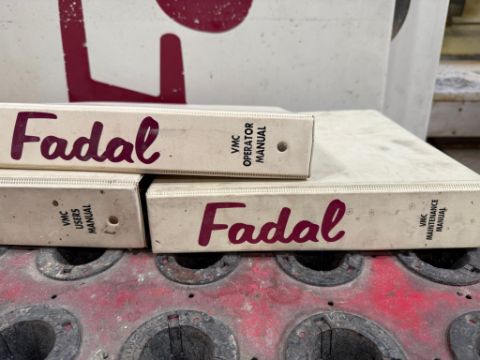 Fadal
VMC
OPERATOR
MANUAL
VMC
USERS
MANUAL
Fadal
VMC
MAINTENANCE
MANUAL